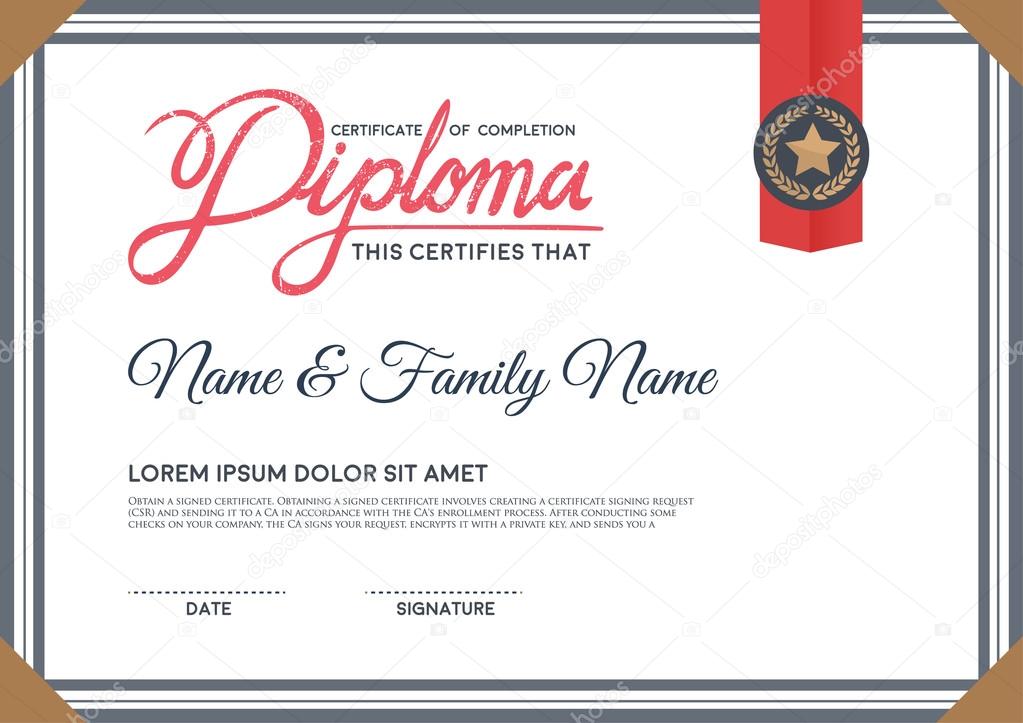 CERTIFICATE OF COMPLETION
Diploma
THIS CERTIFIES THAT
Name & Family Name
LOREM IPSUM DOLOR SIT AMET
OBTAIN A SIGNED CERTIFICATE. OBTAINING A SIGNED CERTIFICATE INVOLVES CREATING A CERTIFICATE SIGNING REQUEST
(CSR) AND SENDING IT TO A CA IN ACCORDANCE WITH THE CA'S ENROLLMENT PROCESS. AFTER CONDUCTING SOME
CHECKS ON YOUR COMPANY, THE CA SIGNS YOUR REQUEST, ENCRYPTS IT WITH A PRIVATE KEY, AND SENDS YOU A
DATE SIGNATURE
depositphotos